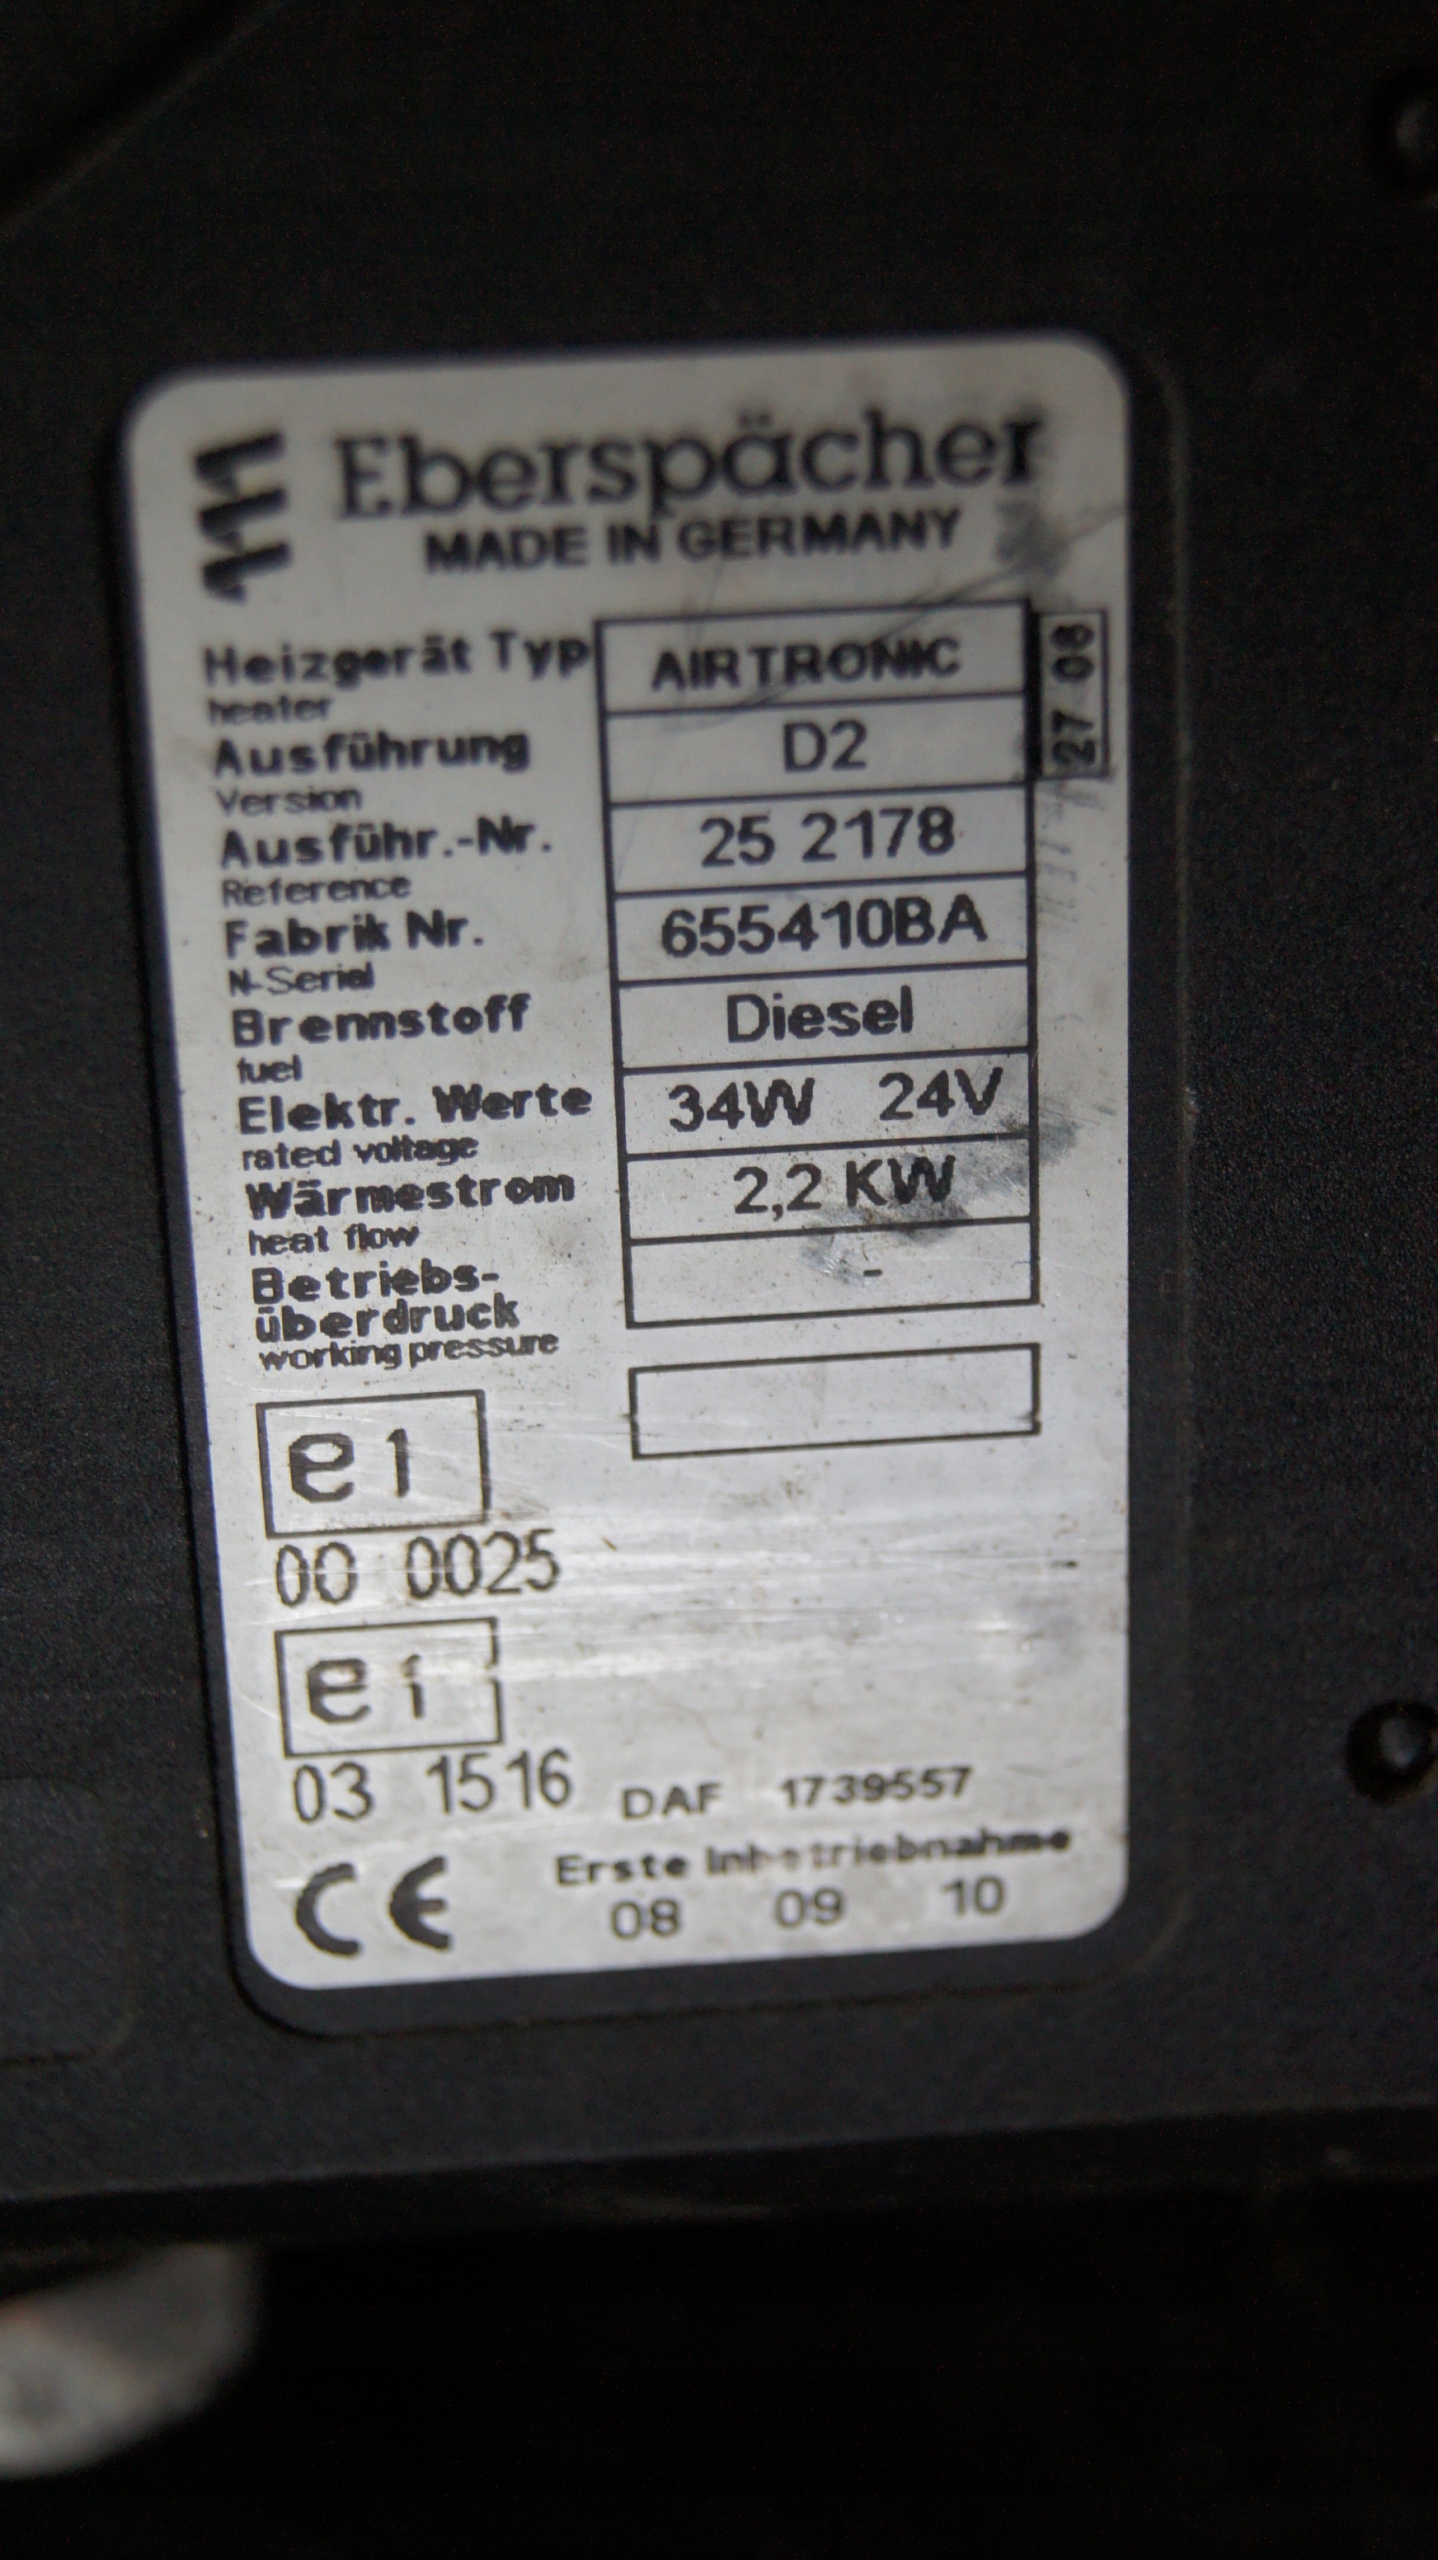 Eberspächer
MADE IN GERMANY
Heizgerät Typ AIRTRONIC
heater
27 08
Ausführung D2
Version
Ausführ.-Nr. 25 2178
Reference
Fabrik Nr. 655410BA
N-Serial
Brennstoff Diesel
fuel
Elektr. Werte 34W 24V
rated voltage
Wärmestrom 2,2 KW
heat flow
Betriebs- -
überdruck
working pressure
e1
00 0025
e1
03 1516 DAF 1739557
CE Erste Inbetriebnahme
08 09 10